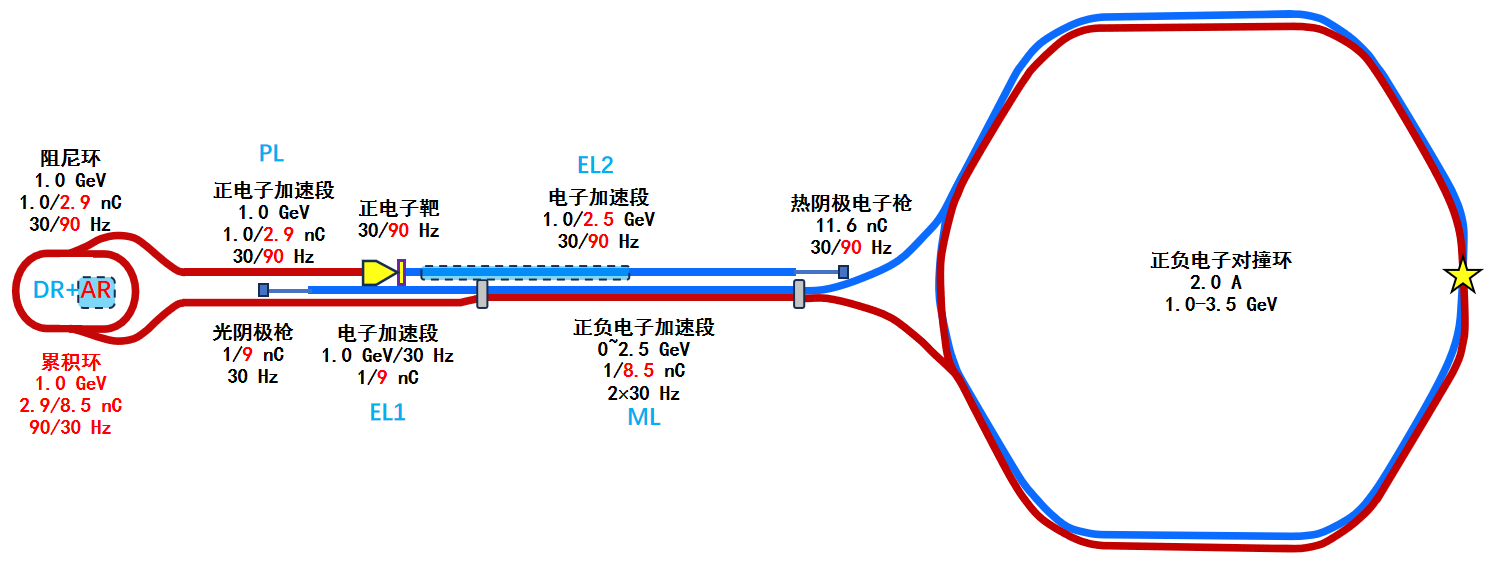 阻尼环
1.0 GeV
1.0/2.9 nC
30/90 Hz
DR+AR
累积环
1.0 GeV
2.9/8.5 nC
90/30 Hz
PL
正电子加速段
1.0 GeV
1.0/2.9 nC
30/90 Hz
正电子靶
30/90 Hz
EL2
电子加速段
1.0/2.5 GeV
30/90 Hz
热阴极电子枪
11.6 nC
30/90 Hz
光阴极枪
1/9 nC
30 Hz
电子加速段
1.0 GeV/30 Hz
1/9 nC
EL1
正负电子加速段
0~2.5 GeV
1/8.5 nC
2×30 Hz
ML
正负电子对撞环
2.0 A
1.0-3.5 GeV